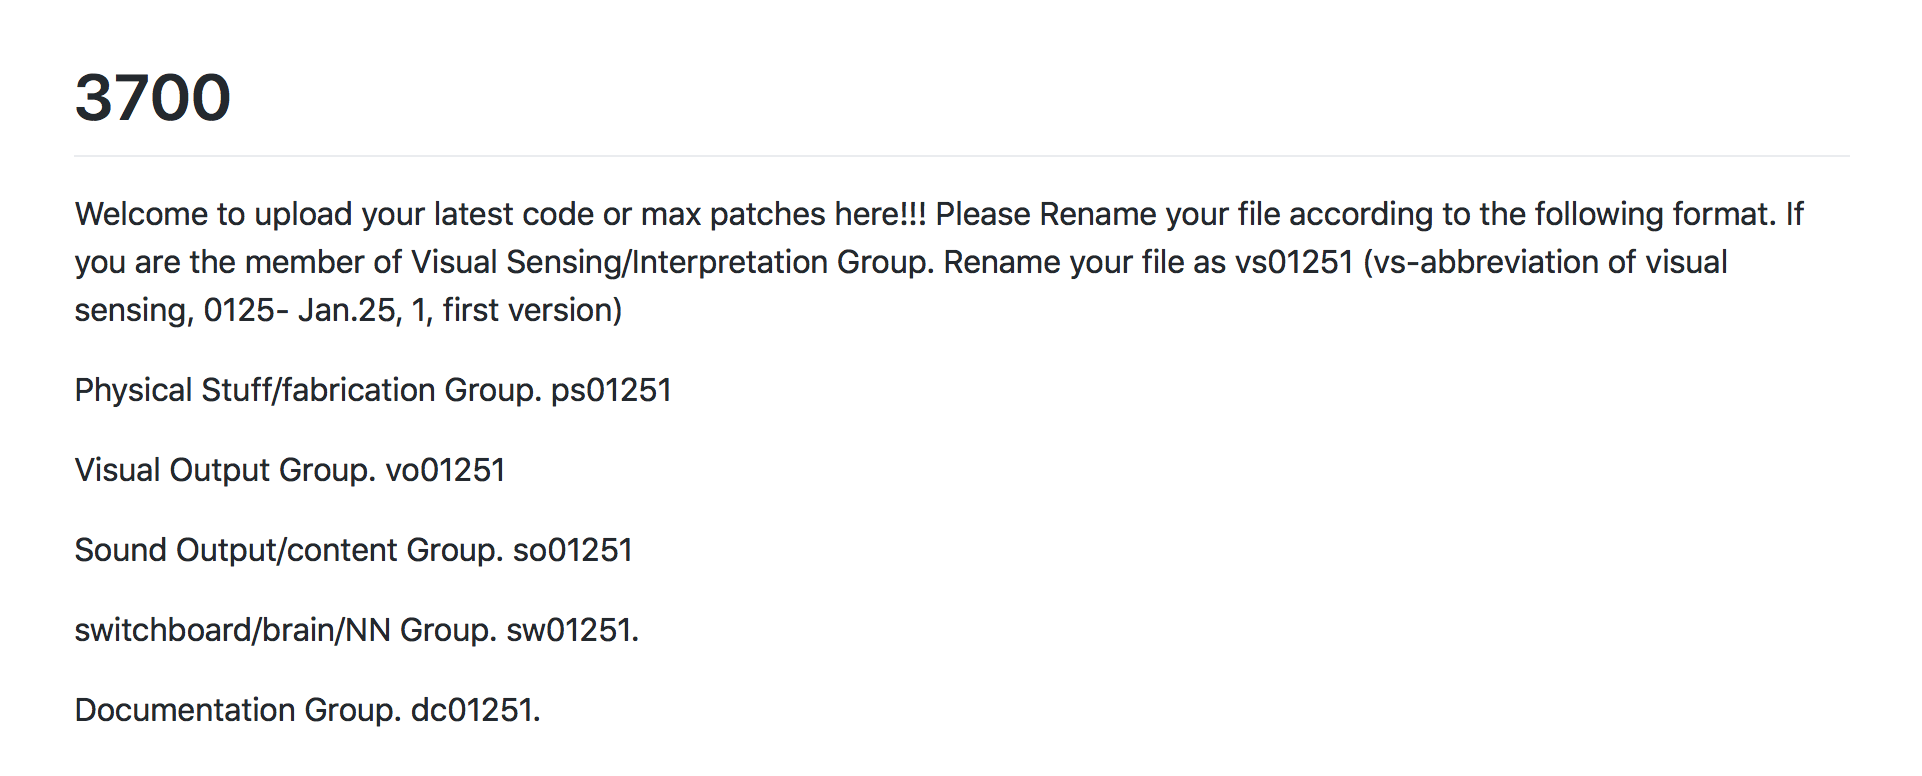 3700
Welcome to upload your latest code or max patches here!!! Please Rename your file according to the following format. If
you are the member of Visual Sensing/Interpretation Group. Rename your file as vs01251 (vs-abbreviation of visual
sensing, 0125- Jan.25, 1, first version)
Physical Stuff/fabrication Group. ps01251
Visual Output Group. vo01251
Sound Output/content Group. so01251
switchboard/brain/NN Group. sw01251.
Documentation Group. dc01251.